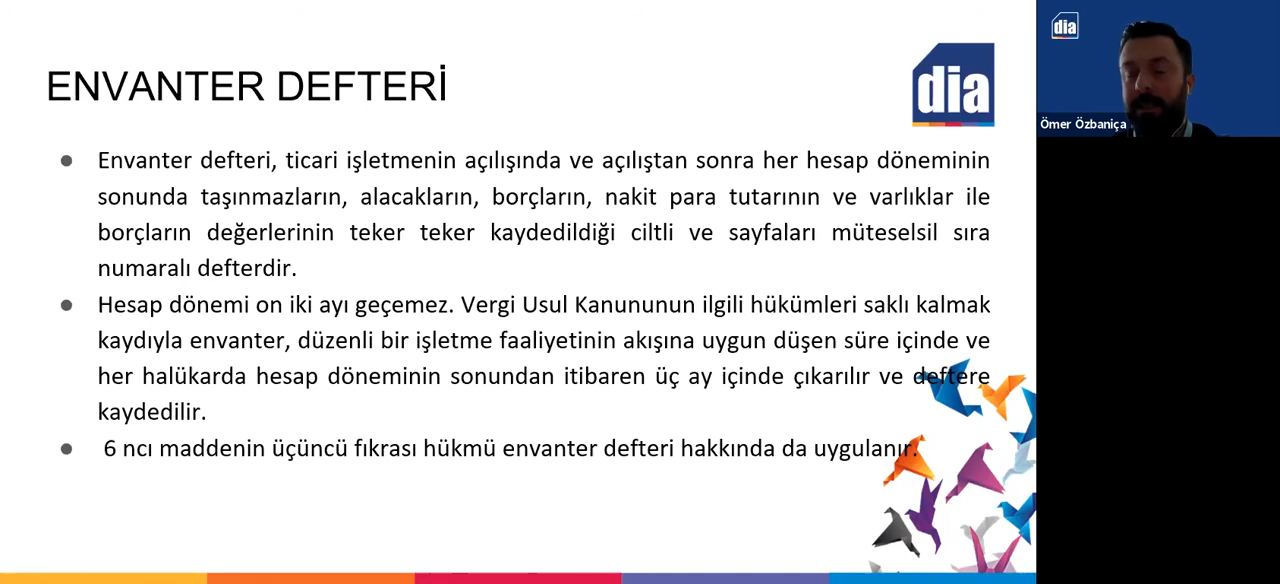 ENVANTER DEFTERİ
dia
dia
Ömer Özbaniça
Envanter defteri, ticari işletmenin açılışında ve açılıştan sonra her hesap döneminin
sonunda taşınmazların, alacakların, borçların, nakit para tutarının ve varlıklar ile
borçların değerlerinin teker teker kaydedildiği ciltli ve sayfaları müteselsil sıra
numaralı defterdir.
Hesap dönemi on iki ayı geçemez. Vergi Usul Kanununun ilgili hükümleri saklı kalmak
kaydıyla envanter, düzenli bir işletme faaliyetinin akışına uygun düşen süre içinde ve
her halükarda hesap döneminin sonundan itibaren üç ay içinde çıkarılır ve deftere
kaydedilir.
6 ncı maddenin üçüncü fıkrası hükmü envanter defteri hakkında da uygulanır.